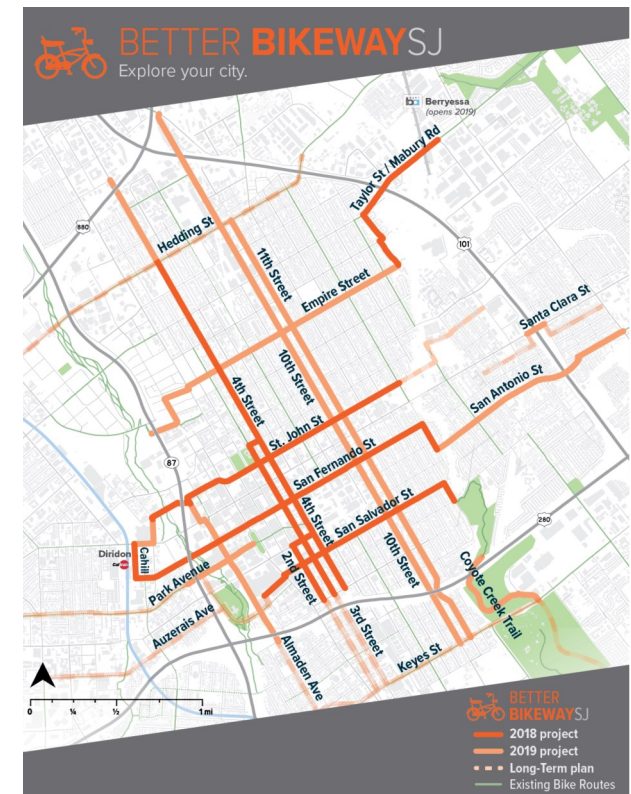 BETTER BIKEWAYSJ
Explore your city.
Berryessa
(opens 2019)
Taylor St / Mabury Rd
880
Hedding St
101
11th Street
Empire Street
Santa Clara St
10th Street
San Antonio St
4th Street
St. John St
San Fernando St
87
4th Street
San Salvador St
280
Diridon
Cahill
10th Street
2nd Street
Park Avenue
Coyote Creek Trail
Auzerais Ave
3rd Street
Almaden Ave
Keyes St
0 ¼ ½ 1 mi
BETTER
BIKEWAYSJ
2018 project
2019 project
Long-Term plan
Existing Bike Routes